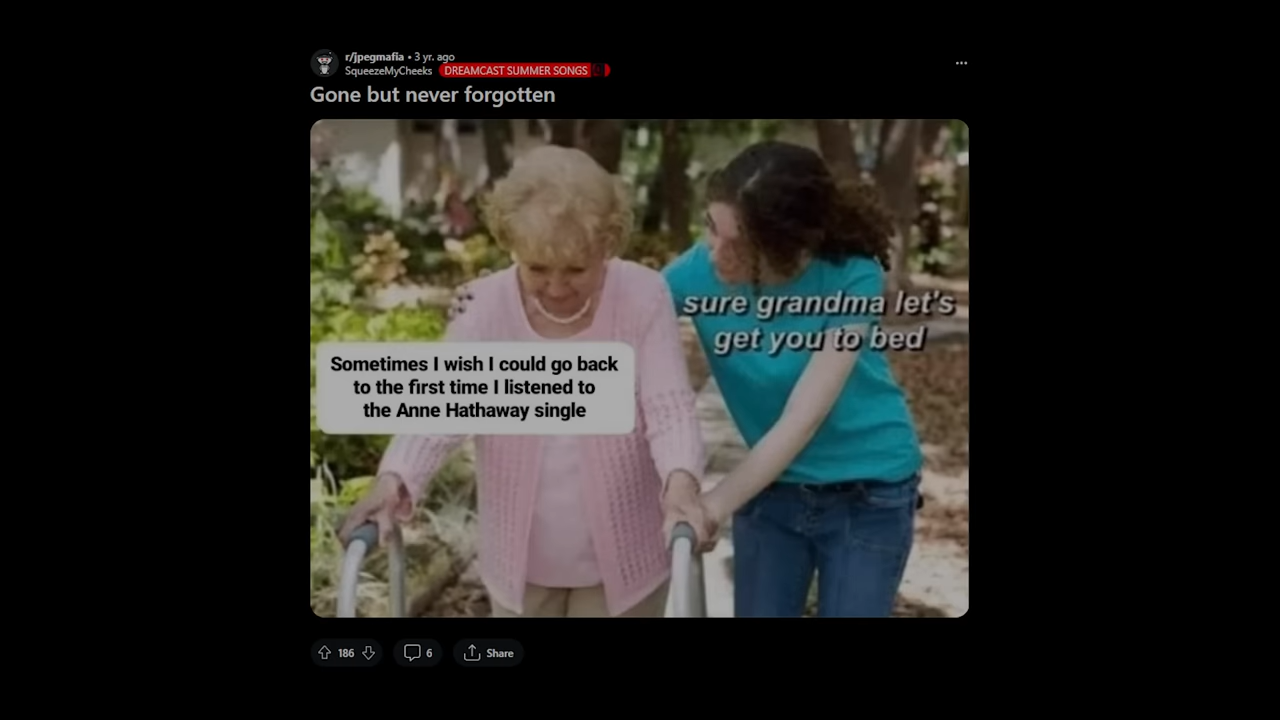 r/jpegmafia • 3 yr. ago
SqueezeMyCheeks DREAMCAST SUMMER SONGS
Gone but never forgotten
sure grandma let's
get you to bed
Sometimes I wish I could go back
to the first time I listened to
the Anne Hathaway single
186 6 Share